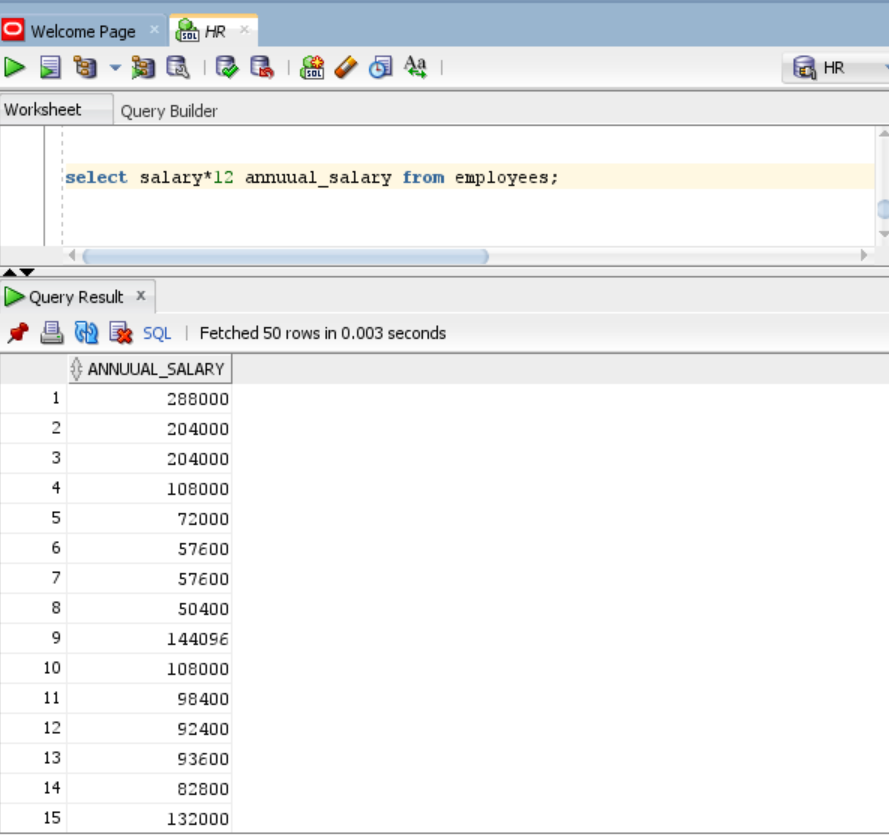 Welcome Page × HR ×
HR
Worksheet Query Builder
select salary*12 annuual_salary from employees;
Query Result ×
SQL | Fetched 50 rows in 0.003 seconds
ANNUUAL_SALARY
1 288000
2 204000
3 204000
4 108000
5 72000
6 57600
7 57600
8 50400
9 144096
10 108000
11 98400
12 92400
13 93600
14 82800
15 132000